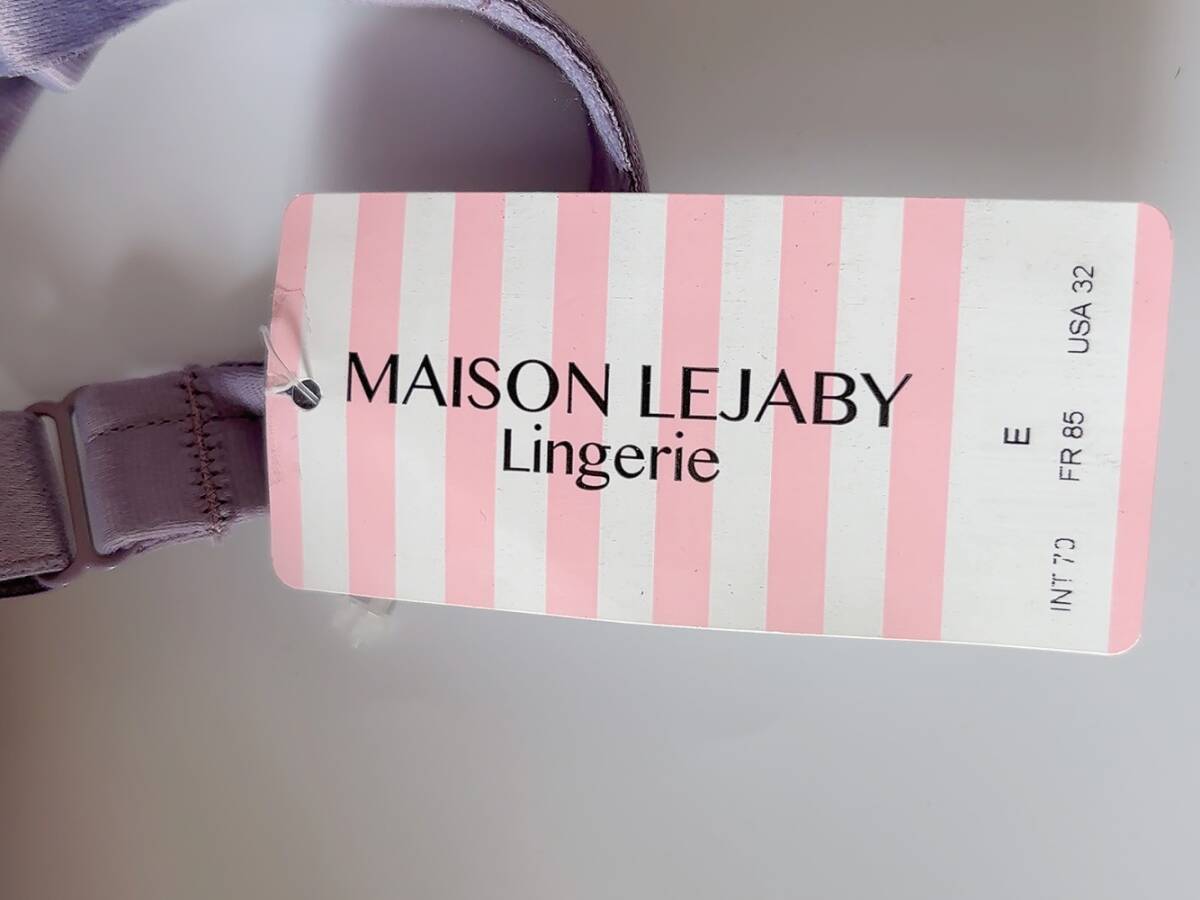 MAISON LEJABY
Lingerie
E
INT 70 FR 85 USA 32